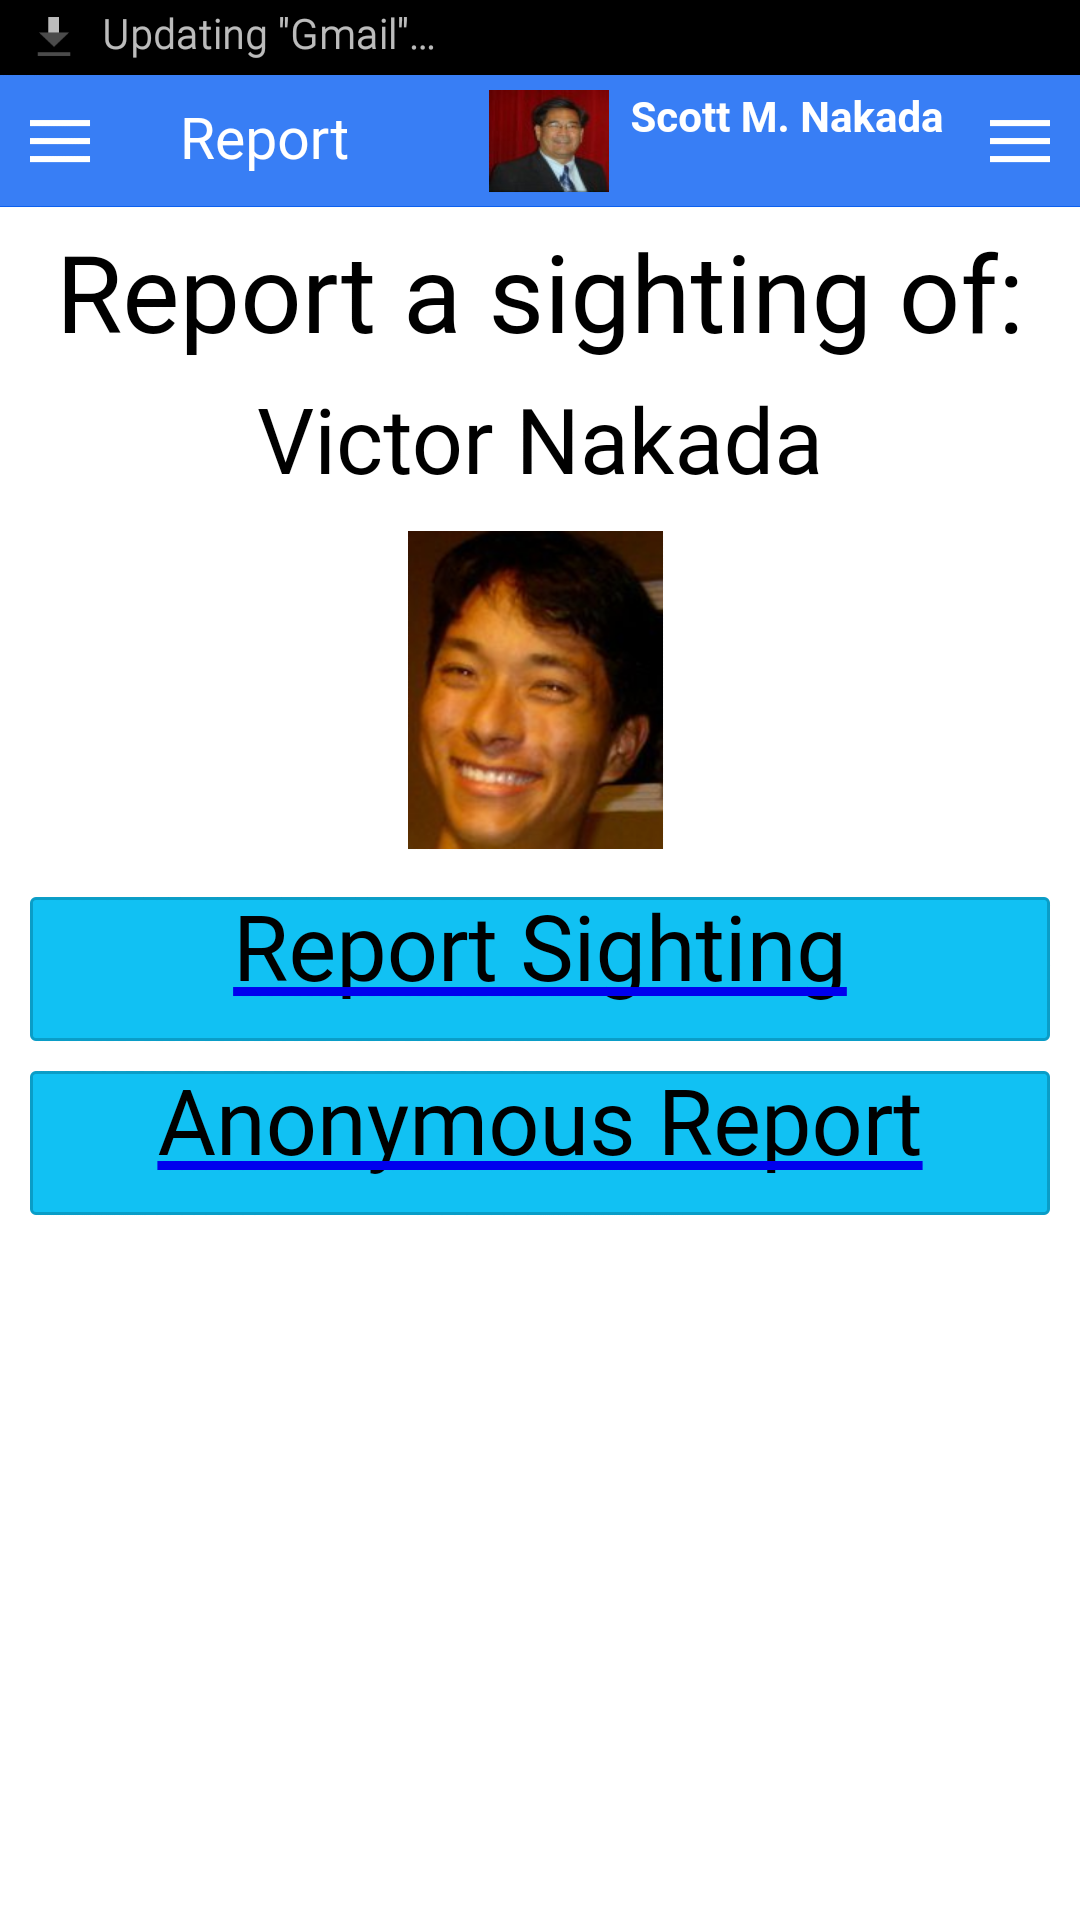 Updating "Gmail"...
Report
Scott M. Nakada
Report a sighting of:
Victor Nakada
Report Sighting
Anonymous Report